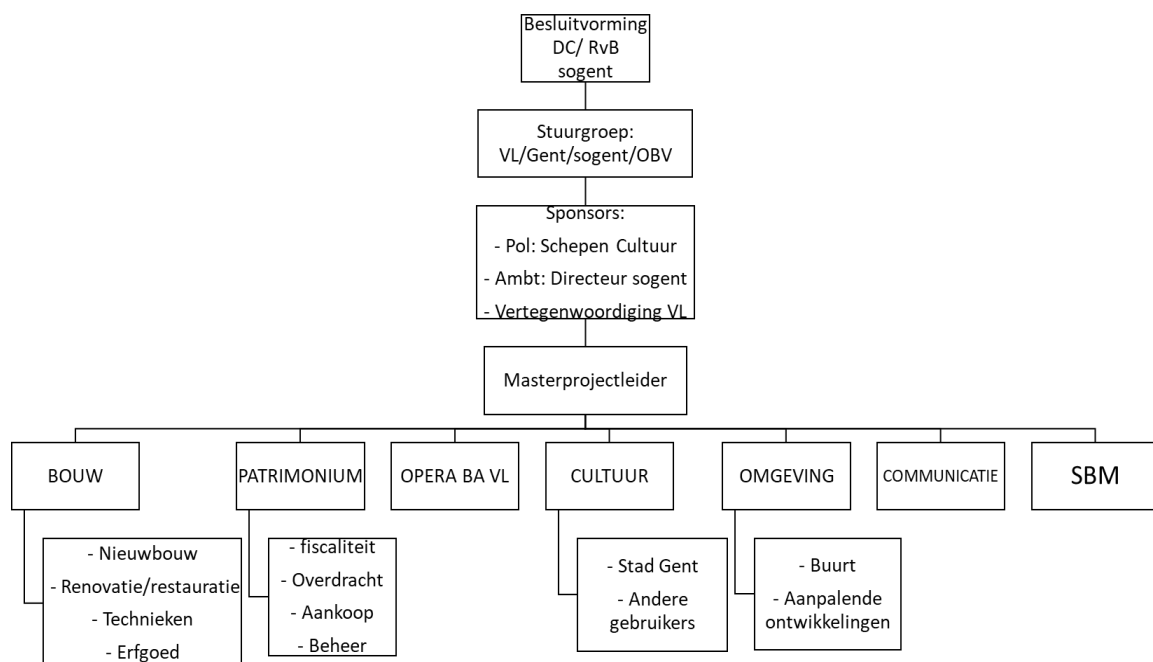 Besluitvorming
DC/ RvB
sogent
Stuurgroep:
VL/Gent/sogent/OBV
Sponsors:
- Pol: Schepen Cultuur
- Ambt: Directeur sogent
- Vertegenwoordiging VL
Masterprojectleider
BOUW
PATRIMONIUM
OPERA BA VL
CULTUUR
OMGEVING
COMMUNICATIE
SBM
- Nieuwbouw
- Renovatie/restauratie
- Technieken
- Erfgoed
- fiscaliteit
- Overdracht
- Aankoop
- Beheer
- Stad Gent
- Andere
gebruikers
- Buurt
- Aanpalende
ontwikkelingen